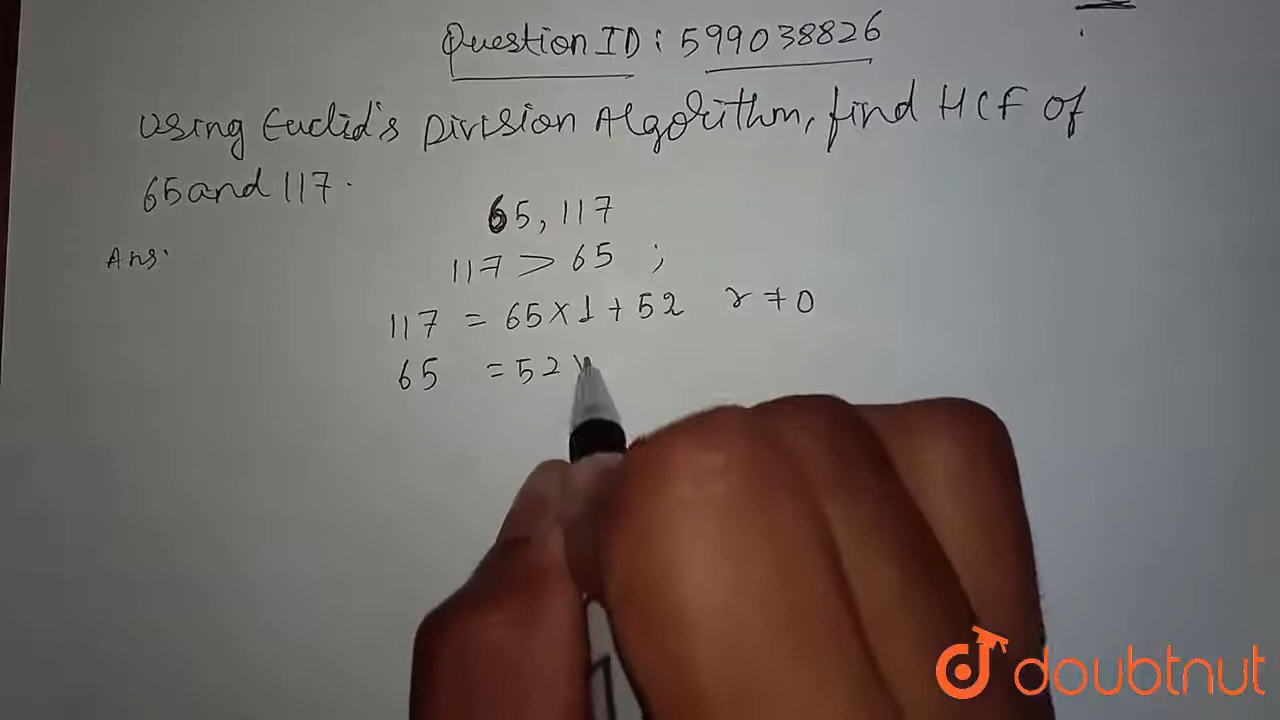 Question ID: 599038826
Using Euclid's Division Algorithm, find HCF of
65 and 117.
65, 117
Ans:
117 > 65 ;
117 = 65 × 1 + 52 r ≠ 0
65 = 52 ×
doubtnut